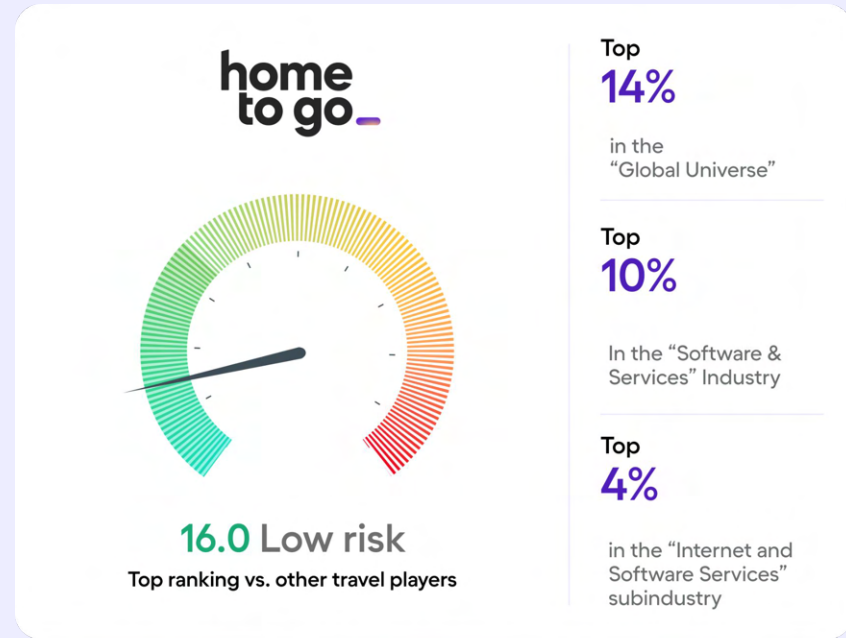 home
to go_
16.0 Low risk
Top ranking vs. other travel players
Top
14%
in the
“Global Universe”
Top
10%
In the “Software &
Services” Industry
Top
4%
in the “Internet and
Software Services”
subindustry